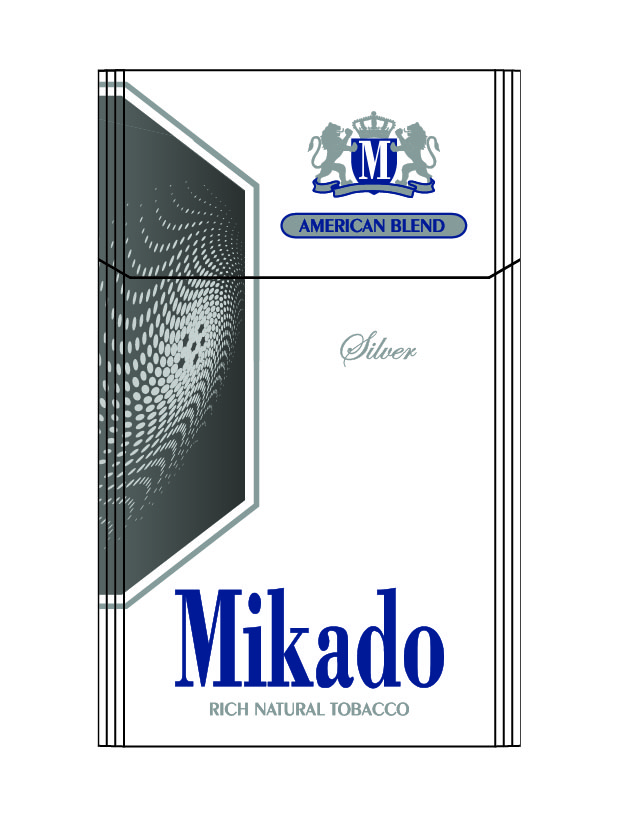 M
AMERICAN BLEND
Silver
Mikado
RICH NATURAL TOBACCO